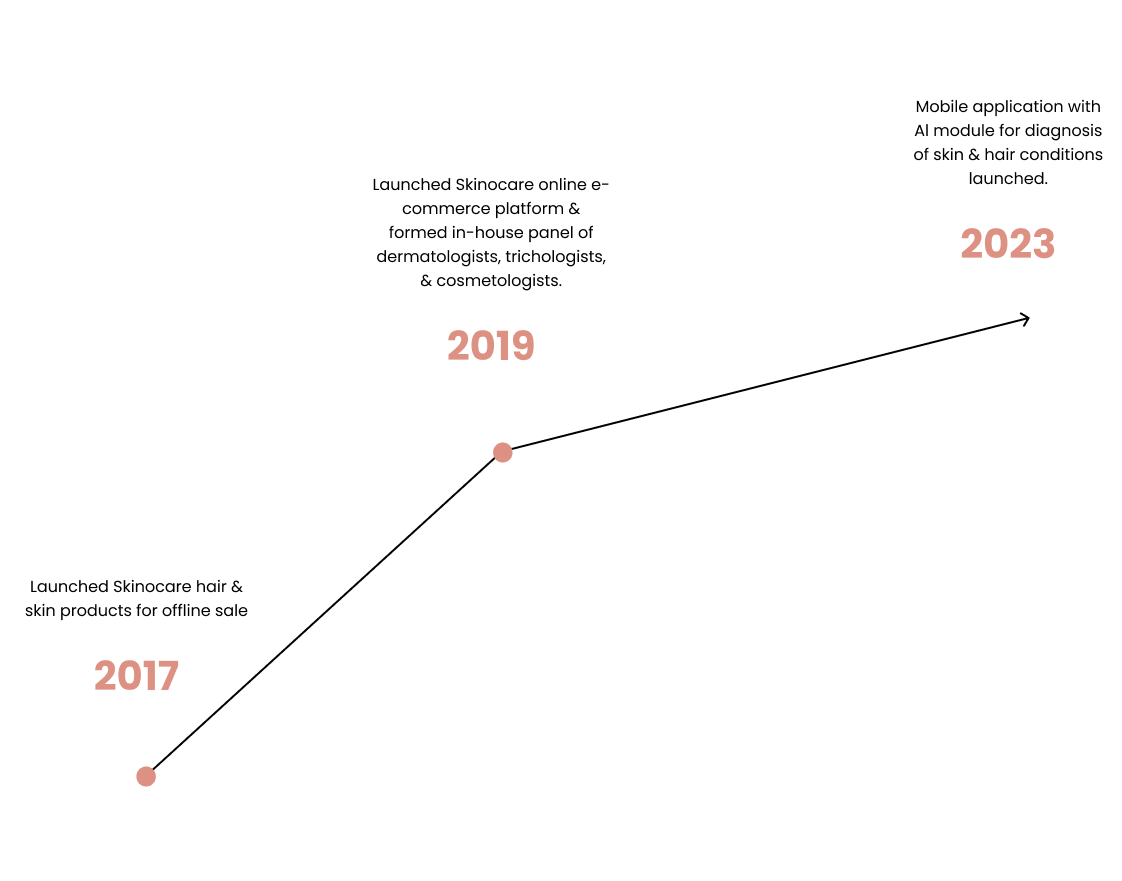 Mobile application with
AI module for diagnosis
of skin & hair conditions
launched.
2023
Launched Skinocare online e-
commerce platform &
formed in-house panel of
dermatologists, trichologists,
& cosmetologists.
2019
Launched Skinocare hair &
skin products for offline sale
2017